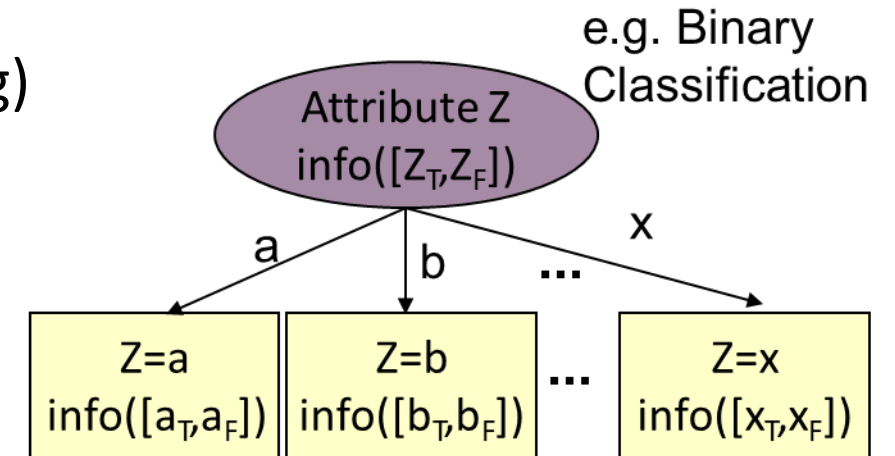 g)
e.g. Binary
Classification
Attribute Z
info([Z_T,Z_F])
a
b
...
x
Z=a
info([a_T,a_F])
Z=b
info([b_T,b_F])
...
Z=x
info([x_T,x_F])